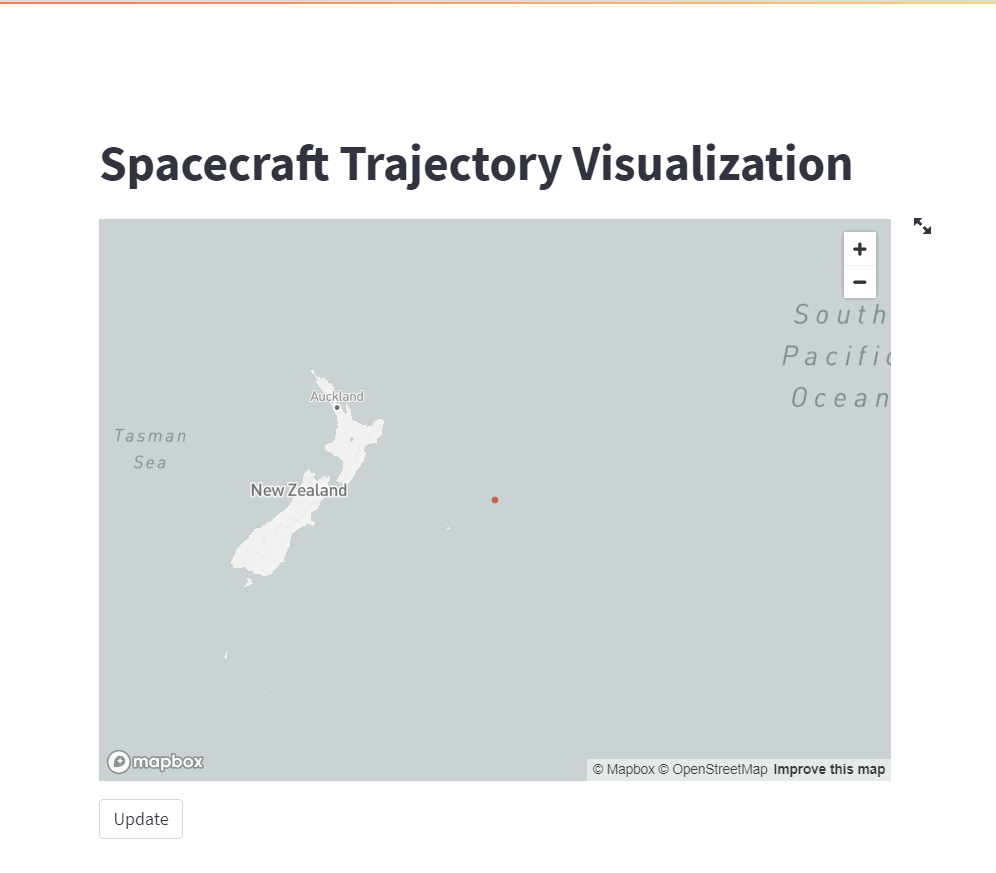 Spacecraft Trajectory Visualization
+
−
South
Pacific
Ocean
Auckland
Tasman
Sea
New Zealand
mapbox
© Mapbox © OpenStreetMap Improve this map
Update